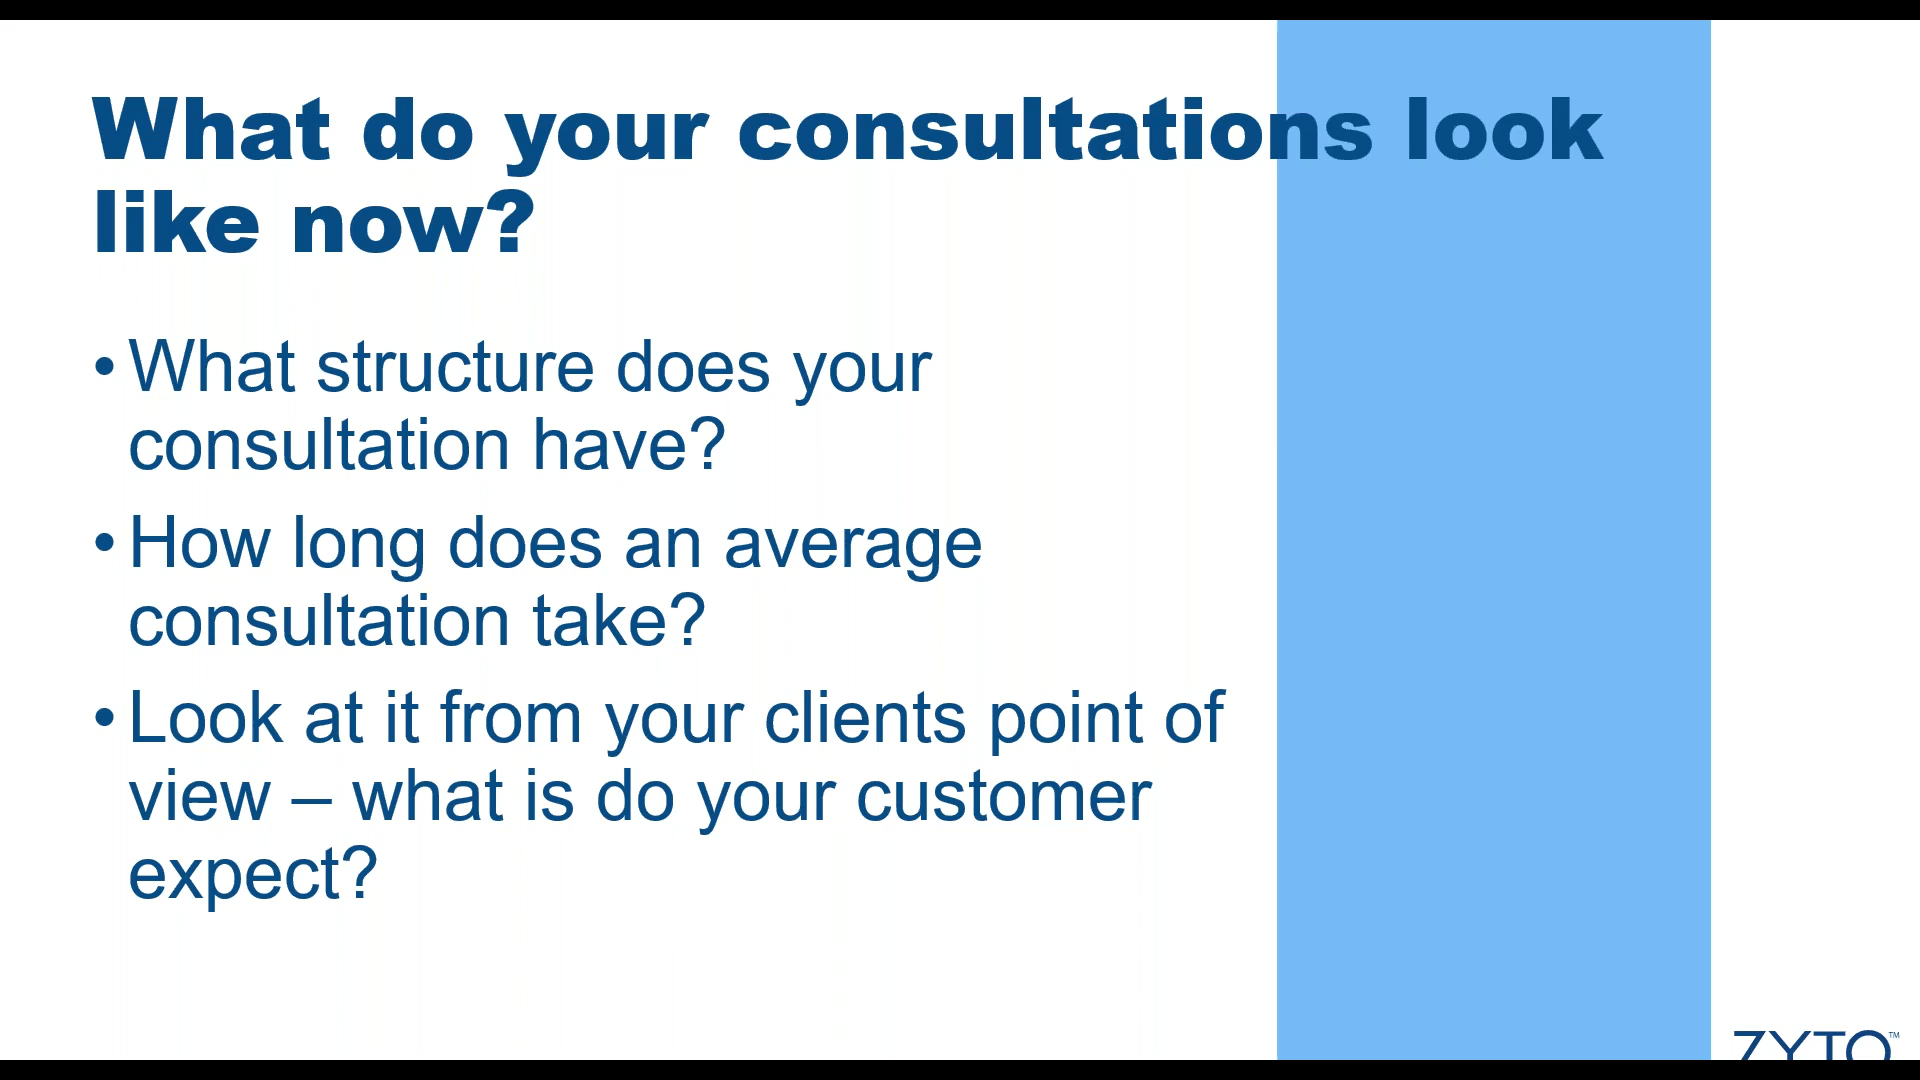 What do your consultations look
like now?
• What structure does your
consultation have?
• How long does an average
consultation take?
• Look at it from your clients point of
view – what is do your customer
expect?
ZYTO™